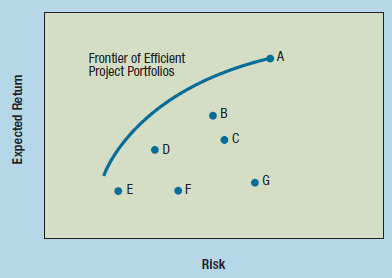 Expected Return
Frontier of Efficient
Project Portfolios
A
B
C
D
E
F
G
Risk